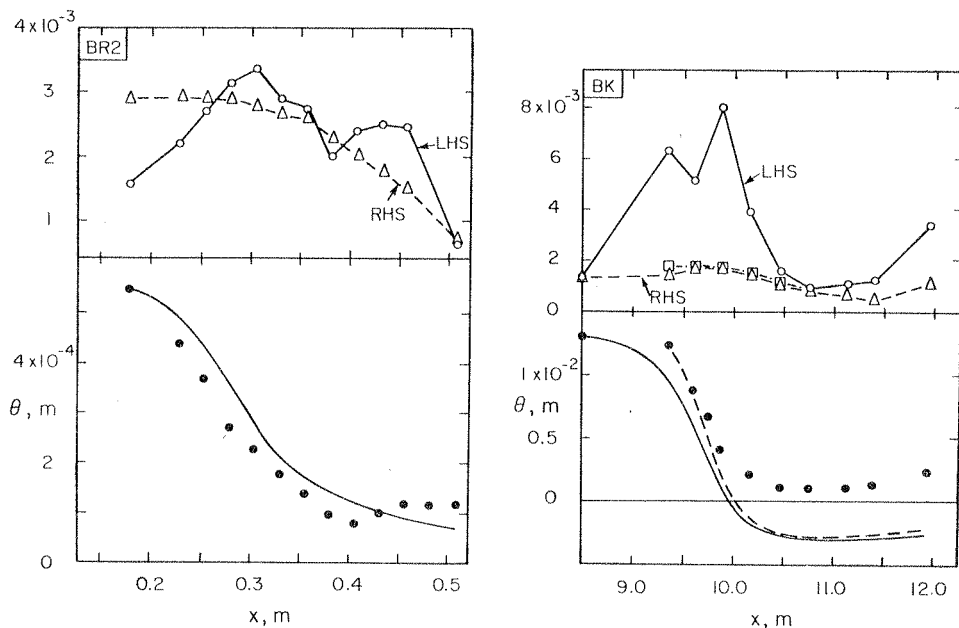 4x10⁻³
BR2
3
2
1
LHS
RHS
4x10⁻⁴
θ, m
2
0
0.2
0.3
0.4
0.5
x, m
BK
8x10⁻³
6
4
2
0
LHS
RHS
1x10⁻²
θ, m
0.5
0
9.0
10.0
11.0
12.0
x, m